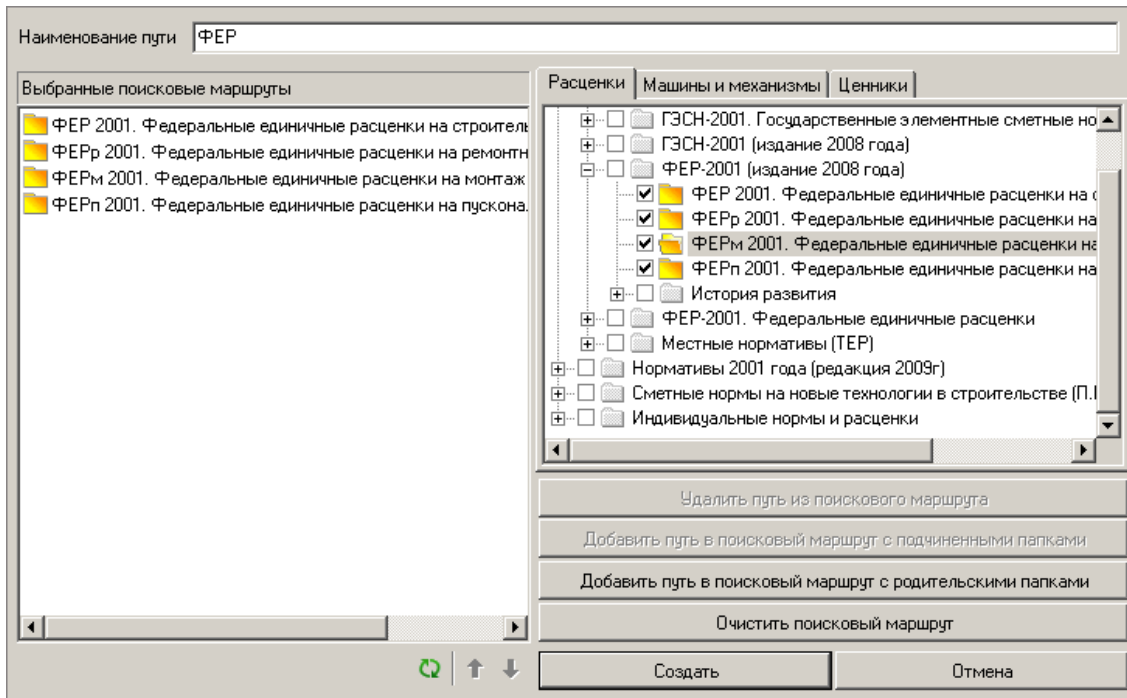 Наименование пути ФЕР
Выбранные поисковые маршруты
ФЕР 2001. Федеральные единичные расценки на строитель
ФЕРр 2001. Федеральные единичные расценки на ремонтн
ФЕРм 2001. Федеральные единичные расценки на монтаж
ФЕРп 2001. Федеральные единичные расценки на пускона.
Расценки Машины и механизмы Ценники
ГЭСН-2001. Государственные элементные сметные но
ГЭСН-2001 (издание 2008 года)
ФЕР-2001 (издание 2008 года)
ФЕР 2001. Федеральные единичные расценки на с
ФЕРр 2001. Федеральные единичные расценки на
ФЕРм 2001. Федеральные единичные расценки на
ФЕРп 2001. Федеральные единичные расценки на
История развития
ФЕР-2001. Федеральные единичные расценки
Местные нормативы (ТЕР)
Нормативы 2001 года (редакция 2009г)
Сметные нормы на новые технологии в строительстве (П.I
Индивидуальные нормы и расценки
Удалить путь из поискового маршрута
Добавить путь в поисковый маршрут с подчиненными папками
Добавить путь в поисковый маршрут с родительскими папками
Очистить поисковый маршрут
Создать Отмена